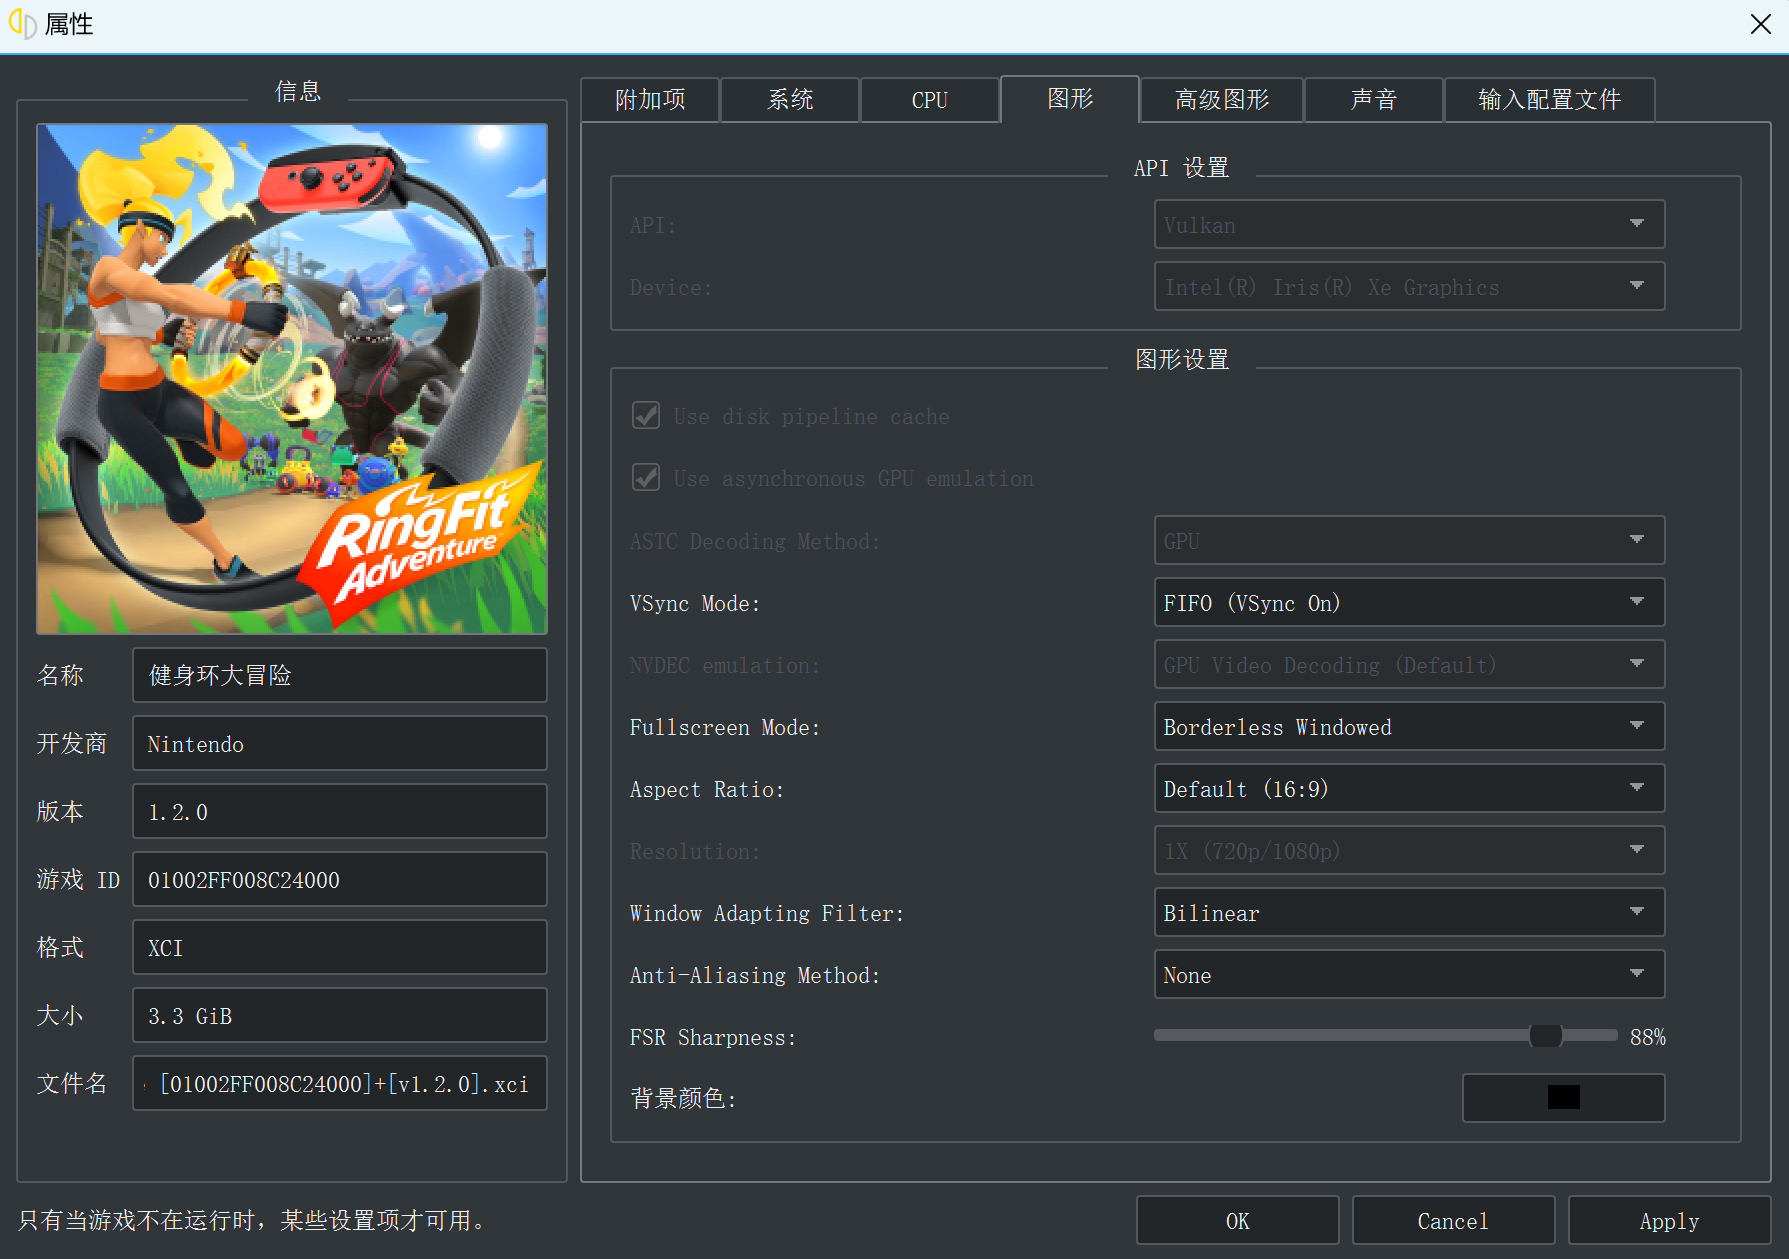 属性
信息
RingFit
Adventure
名称 健身环大冒险
开发商 Nintendo
版本 1.2.0
游戏 ID 01002FF008C24000
格式 XCI
大小 3.3 GiB
文件名 [01002FF008C24000]+[v1.2.0].xci
附加项 系统 CPU 图形 高级图形 声音 输入配置文件
API 设置
API: Vulkan
Device: Intel(R) Iris(R) Xe Graphics
图形设置
Use disk pipeline cache
Use asynchronous GPU emulation
ASTC Decoding Method: GPU
VSync Mode: FIFO (VSync On)
NVDEC emulation: GPU Video Decoding (Default)
Fullscreen Mode: Borderless Windowed
Aspect Ratio: Default (16:9)
Resolution: 1X (720p/1080p)
Window Adapting Filter: Bilinear
Anti-Aliasing Method: None
FSR Sharpness: 88%
背景颜色:
只有当游戏不在运行时，某些设置项才可用。
OK Cancel Apply